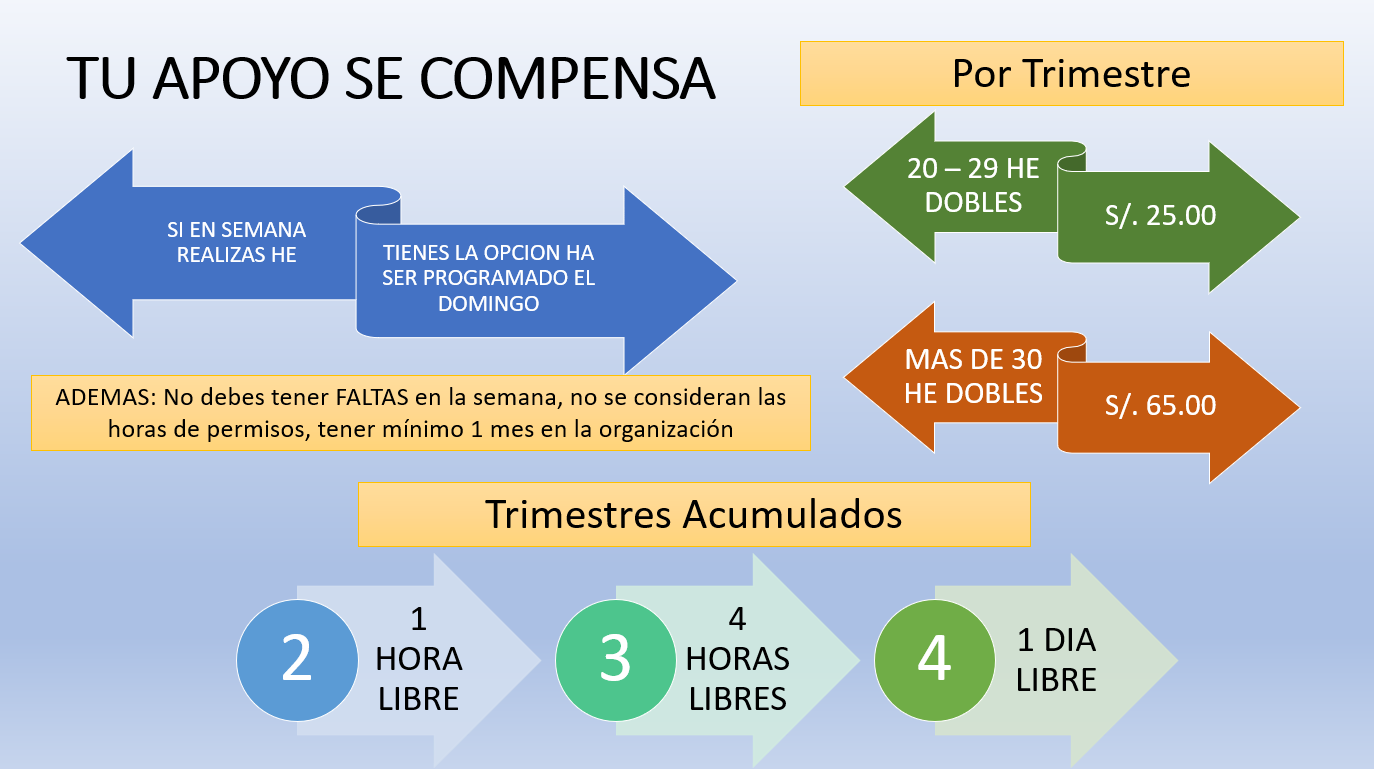 TU APOYO SE COMPENSA
SI EN SEMANA
REALIZAS HE
TIENES LA OPCION HA
SER PROGRAMADO EL
DOMINGO
ADEMAS: No debes tener FALTAS en la semana, no se consideran las
horas de permisos, tener mínimo 1 mes en la organización
Por Trimestre
20 – 29 HE
DOBLES
S/. 25.00
MAS DE 30
HE DOBLES
S/. 65.00
Trimestres Acumulados
2
1
HORA
LIBRE
3
4
HORAS
LIBRES
4
1 DIA
LIBRE